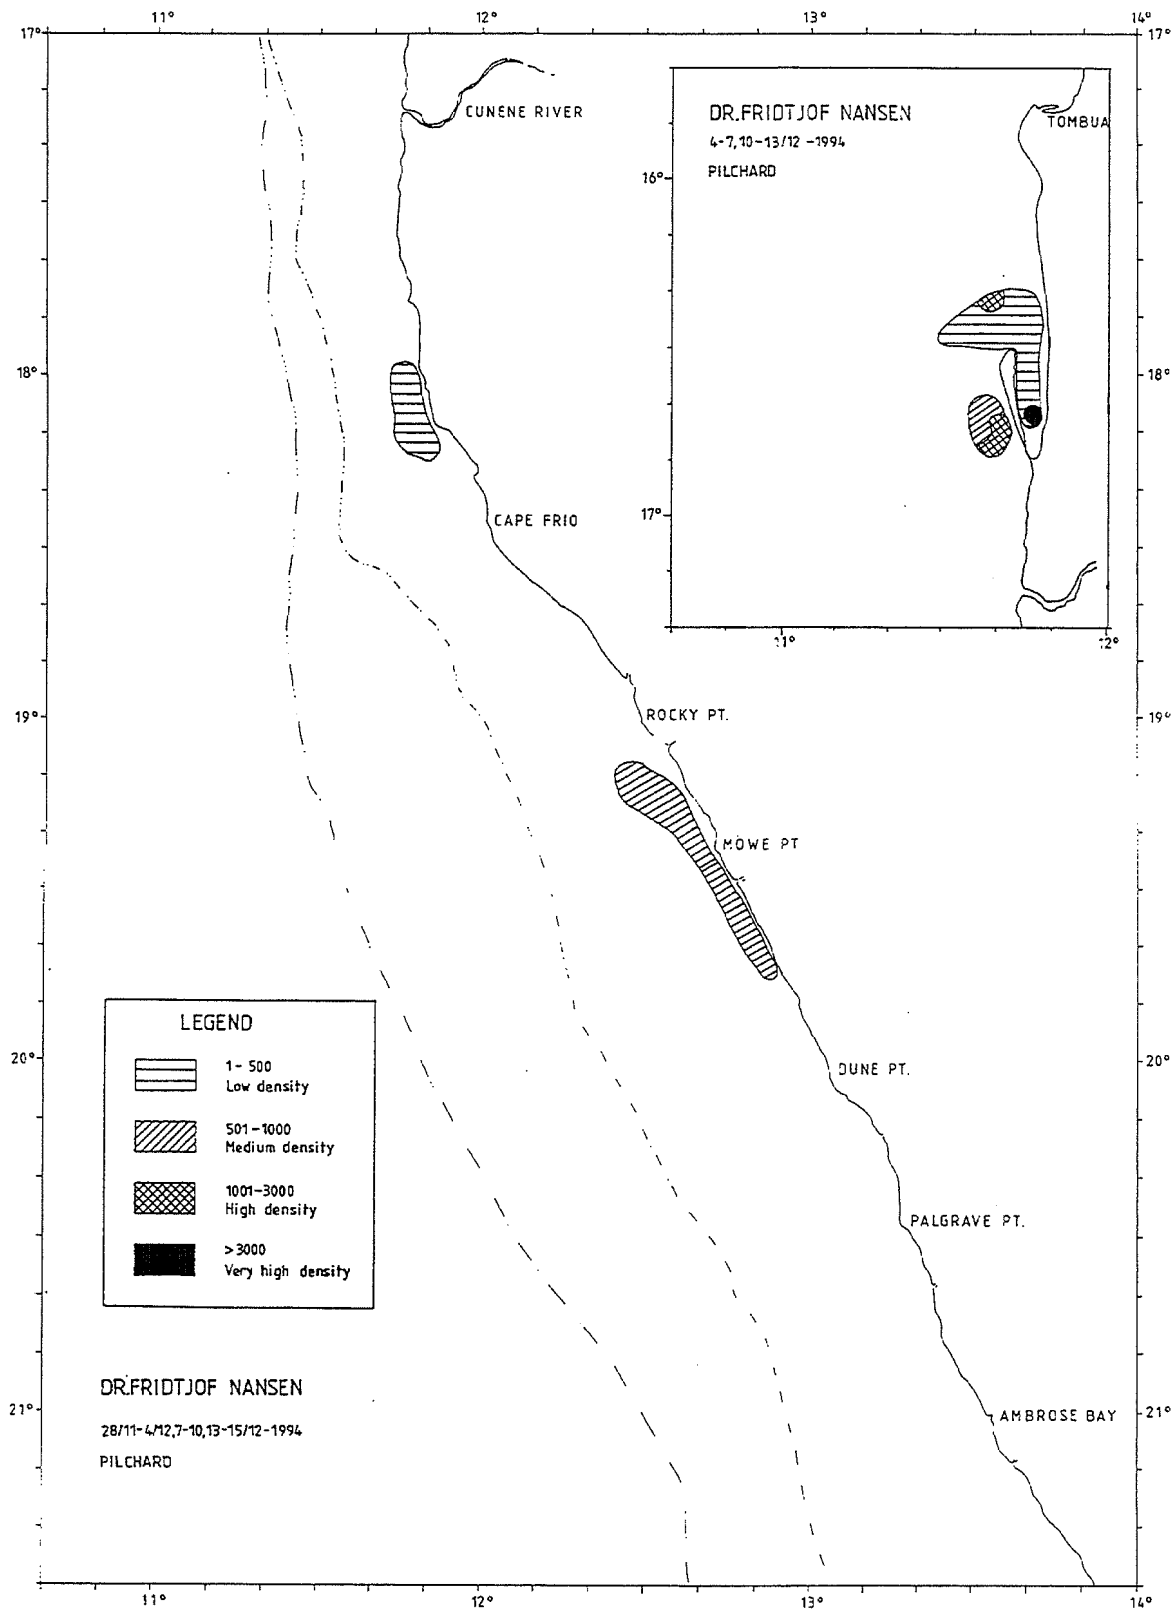 11°
12°
13°
14°
17°
17°
CUNENE RIVER
DR.FRIDTJOF NANSEN
4-7,10-13/12 -1994
PILCHARD
TOMBUA
16°
17°
11°
12°
18°
18°
CAPE FRIO
19°
19°
ROCKY PT.
MÖWE PT
LEGEND
1- 500
Low density
501-1000
Medium density
1001-3000
High density
>3000
Very high density
20°
20°
DUNE PT.
PALGRAVE PT.
DR.FRIDTJOF NANSEN
28/11-4/12,7-10,13-15/12-1994
PILCHARD
21°
21°
AMBROSE BAY
11°
12°
13°
14°